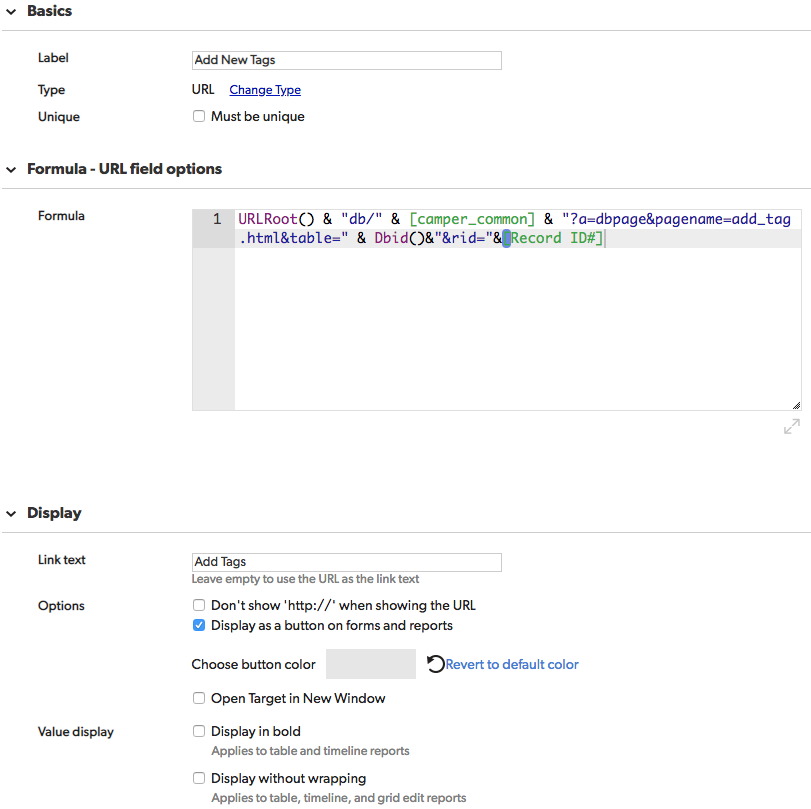 Basics
Label
Add New Tags
Type
URL Change Type
Unique
Must be unique
Formula - URL field options
Formula
1 URLRoot() & "db/" & [camper_common] & "?a=dbpage&pagename=add_tag
.html&table=" & Dbid()&"&rid="&[Record ID#]
Display
Link text
Add Tags
Leave empty to use the URL as the link text
Options
Don't show 'http://' when showing the URL
Display as a button on forms and reports
Choose button color
Revert to default color
Open Target in New Window
Value display
Display in bold
Applies to table and timeline reports
Display without wrapping
Applies to table, timeline, and grid edit reports